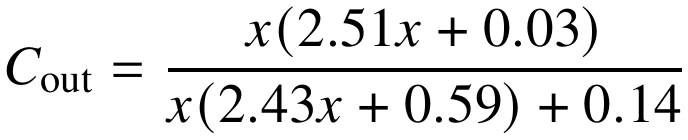 C_out = x(2.51x + 0.03) / x(2.43x + 0.59) + 0.14